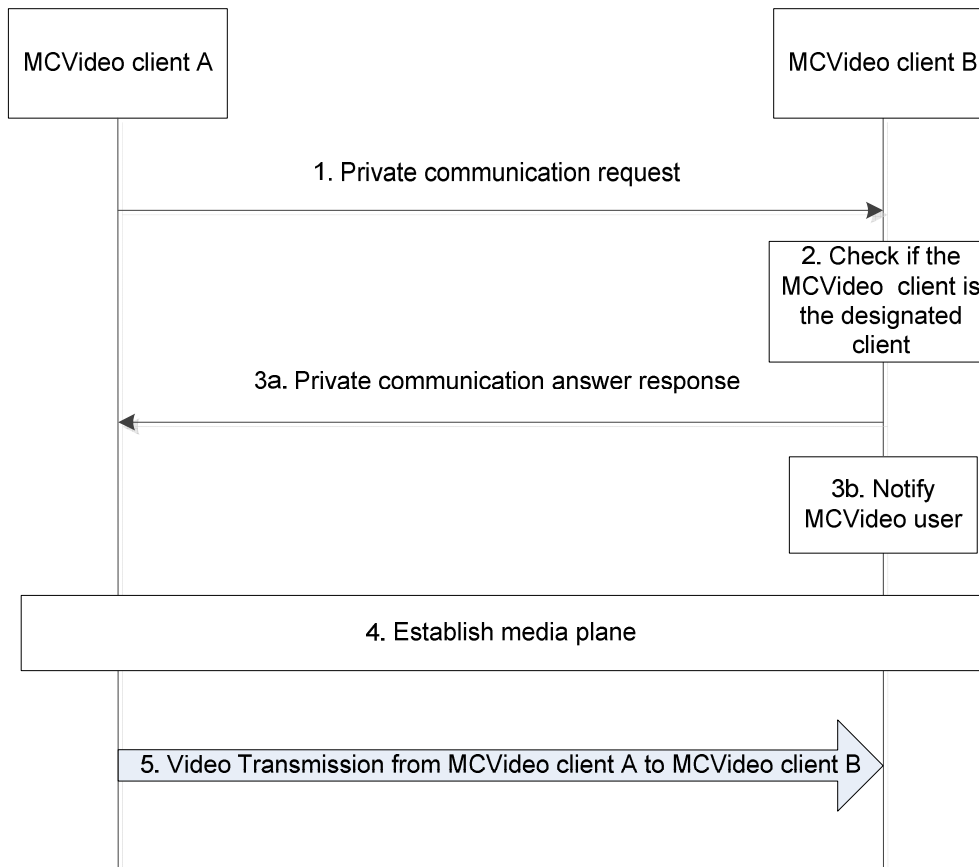 MCVideo client A
MCVideo client B
1. Private communication request
2. Check if the
MCVideo client is
the designated
client
3a. Private communication answer response
3b. Notify
MCVideo user
4. Establish media plane
5. Video Transmission from MCVideo client A to MCVideo client B